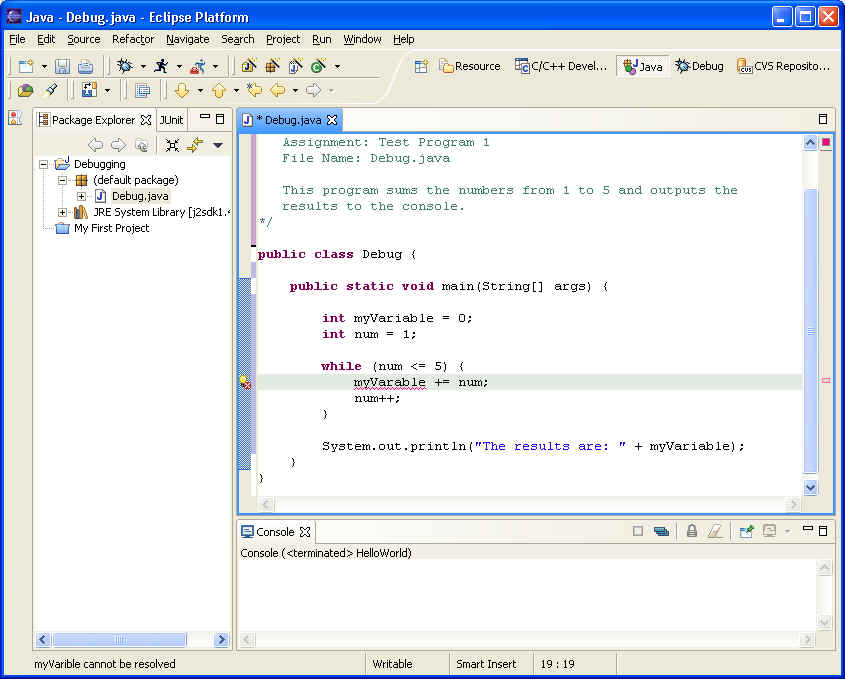 Java - Debug.java - Eclipse Platform
File Edit Source Refactor Navigate Search Project Run Window Help
Resource C/C++ Devel... Java Debug CVS Reposito...
Package Explorer JUnit
Debugging
(default package)
Debug.java
JRE System Library [j2sdk1.4
My First Project
* Debug.java
Assignment: Test Program 1
File Name: Debug.java
This program sums the numbers from 1 to 5 and outputs the
results to the console.
*/
public class Debug {
public static void main(String[] args) {
int myVariable = 0;
int num = 1;
while (num <= 5) {
myVarable += num;
num++;
}
System.out.println("The results are: " + myVariable);
}
}
Console
Console (<terminated> HelloWorld)
myVarible cannot be resolved Writable Smart Insert 19 : 19